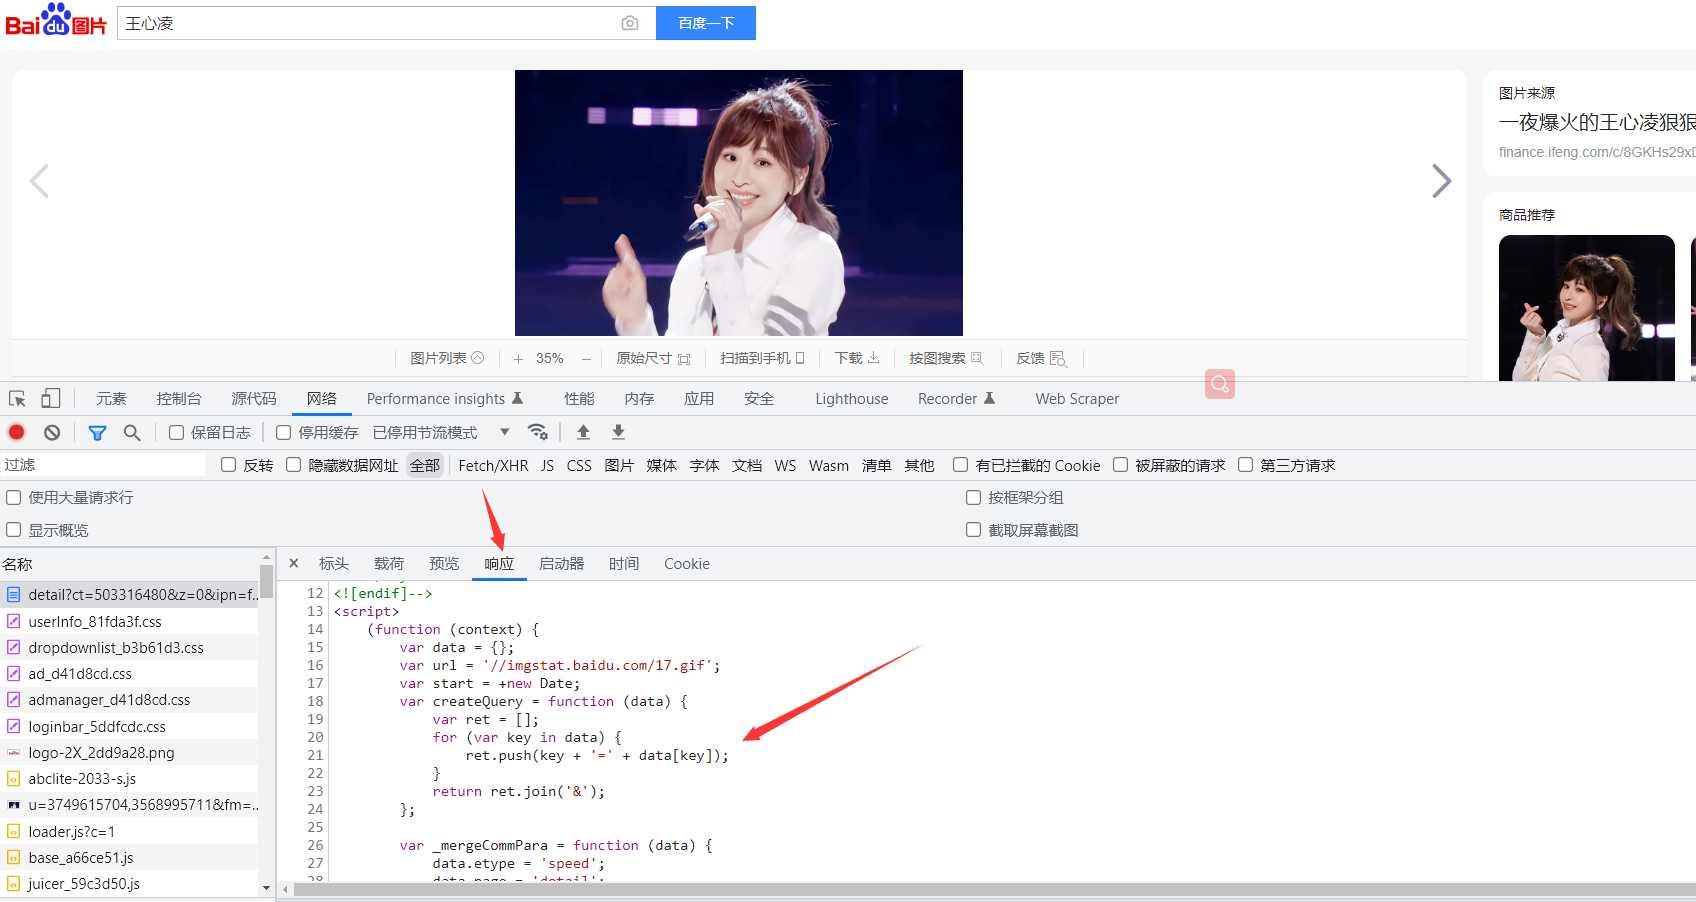 Bai du 图片
王心凌
百度一下
图片来源
一夜爆火的王心凌狠狠
finance.ifeng.com/c/8GKHs29xD
商品推荐
图片列表 + 35% − 原始尺寸 扫描到手机 下载 按图搜索 反馈
元素 控制台 源代码 网络 Performance insights 性能 内存 应用 安全 Lighthouse Recorder Web Scraper
保留日志 停用缓存 已停用节流模式
过滤 反转 隐藏数据网址 全部 Fetch/XHR JS CSS 图片 媒体 字体 文档 WS Wasm 清单 其他 有已拦截的 Cookie 被屏蔽的请求 第三方请求
使用大量请求行 按框架分组
显示概览 截取屏幕截图
名称
detail?ct=503316480&z=0&ipn=f...
userInfo_81fda3f.css
dropdownlist_b3b61d3.css
ad_d41d8cd.css
admanager_d41d8cd.css
loginbar_5ddfcdc.css
logo-2X_2dd9a28.png
abclite-2033-s.js
u=3749615704,3568995711&fm=...
loader.js?c=1
base_a66ce51.js
juicer_59c3d50.js
× 标头 载荷 预览 响应 启动器 时间 Cookie
12 <![endif]-->
13 <script>
14 (function (context) {
15 var data = {};
16 var url = '//imgstat.baidu.com/17.gif';
17 var start = +new Date;
18 var createQuery = function (data) {
19 var ret = [];
20 for (var key in data) {
21 ret.push(key + '=' + data[key]);
22 }
23 return ret.join('&');
24 };
25
26 var _mergeCommPara = function (data) {
27 data.etype = 'speed';
28 data.page = 'detail';